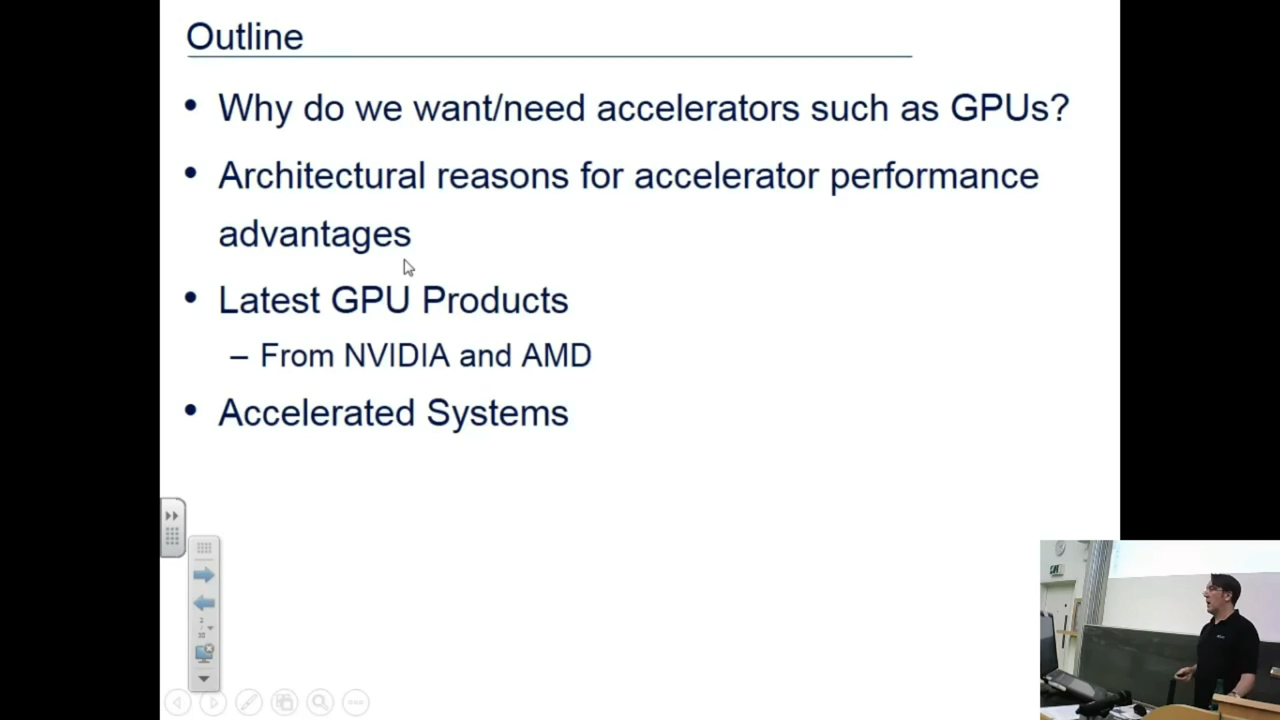 Outline
• Why do we want/need accelerators such as GPUs?
• Architectural reasons for accelerator performance
advantages
• Latest GPU Products
– From NVIDIA and AMD
• Accelerated Systems